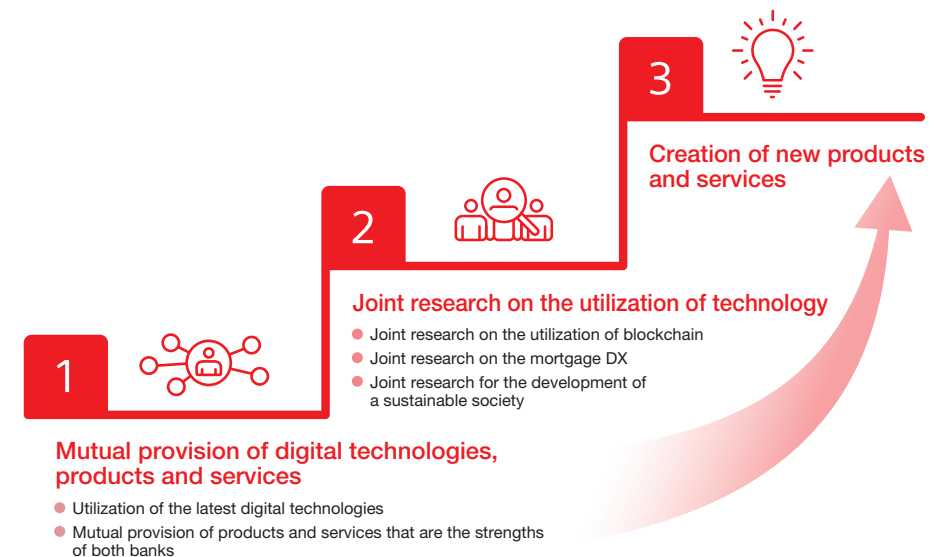 1
Mutual provision of digital technologies,
products and services
Utilization of the latest digital technologies
Mutual provision of products and services that are the strengths
of both banks
2
Joint research on the utilization of technology
Joint research on the utilization of blockchain
Joint research on the mortgage DX
Joint research for the development of
a sustainable society
3
Creation of new products
and services